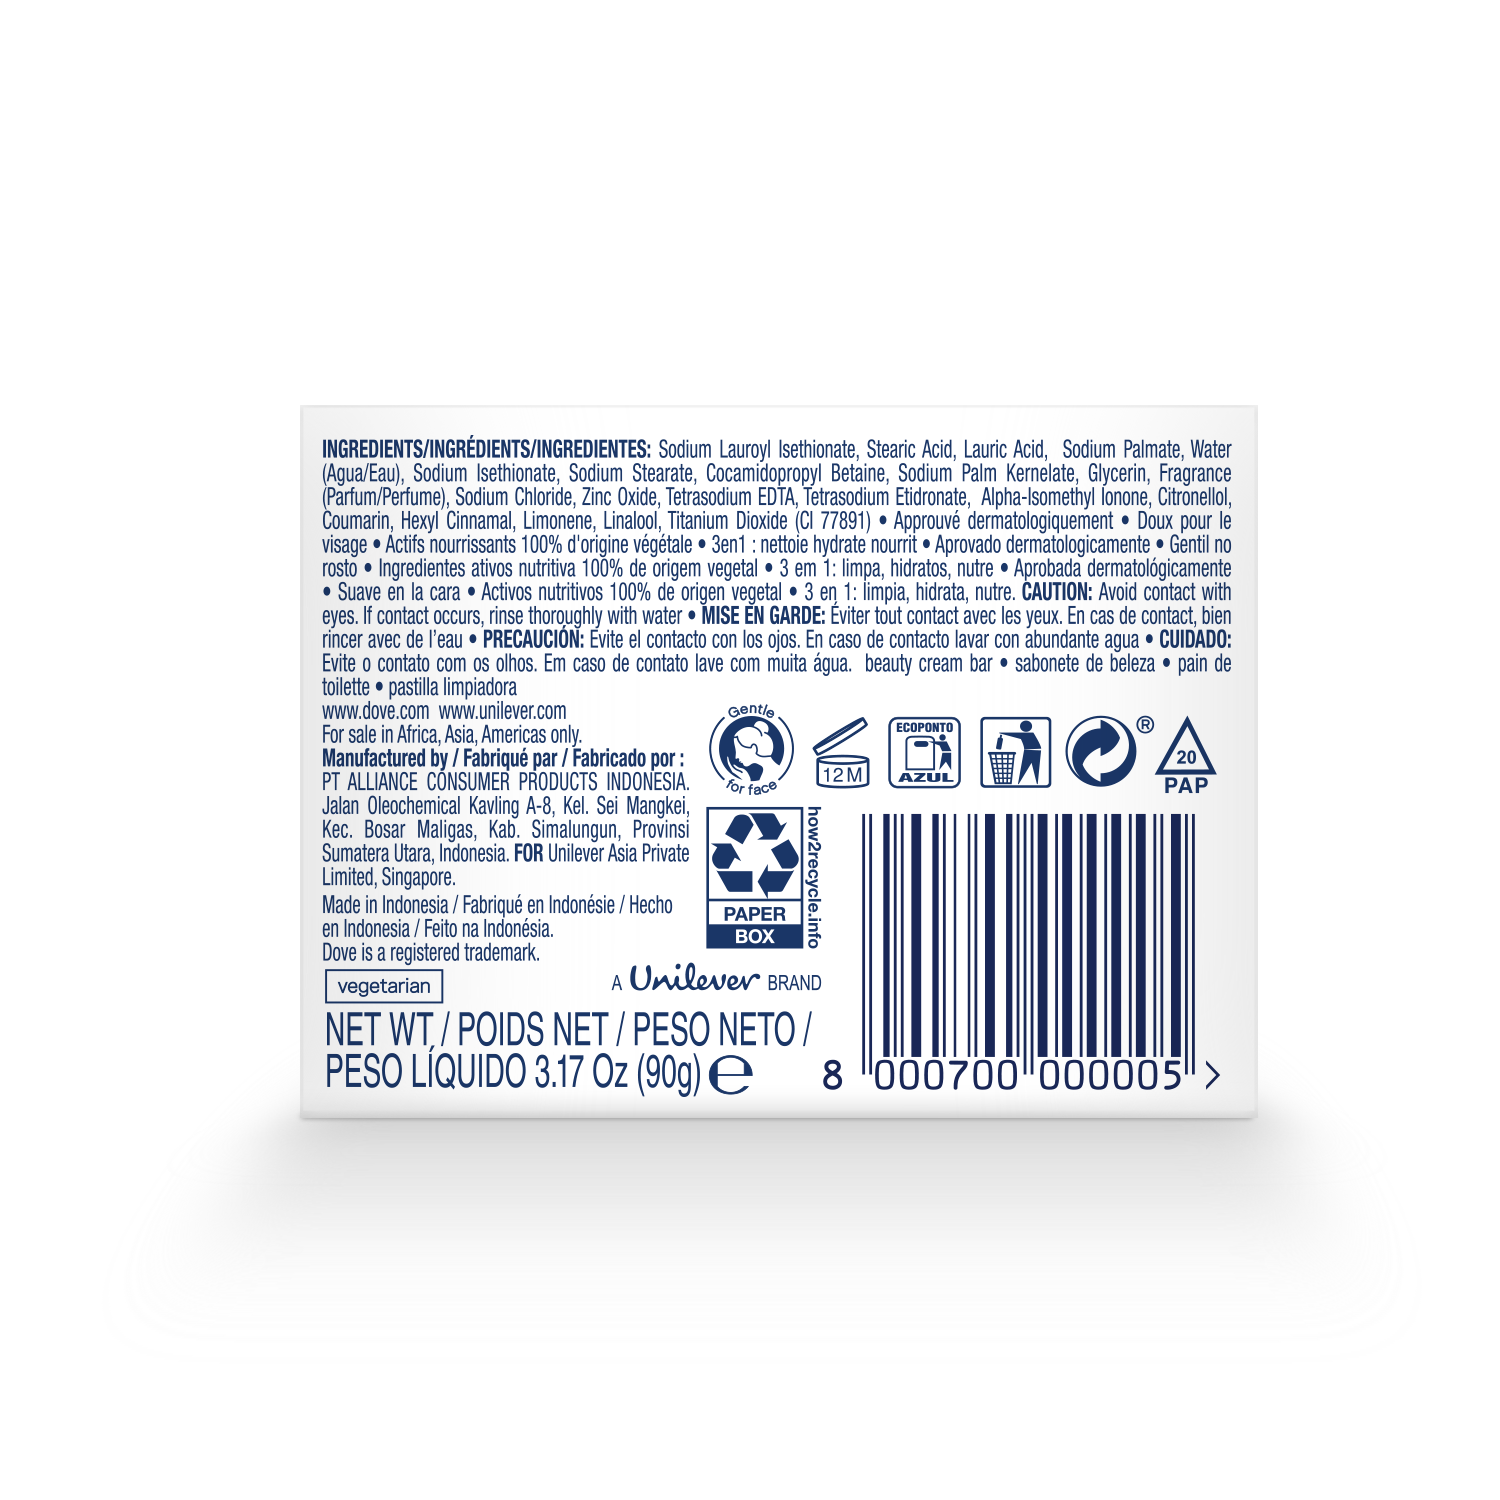 INGREDIENTS/INGRÉDIENTS/INGREDIENTES: Sodium Lauroyl Isethionate, Stearic Acid, Lauric Acid, Sodium Palmate, Water
(Agua/Eau), Sodium Isethionate, Sodium Stearate, Cocamidopropyl Betaine, Sodium Palm Kernelate, Glycerin, Fragrance
(Parfum/Perfume), Sodium Chloride, Zinc Oxide, Tetrasodium EDTA, Tetrasodium Etidronate, Alpha-Isomethyl Ionone, Citronellol,
Coumarin, Hexyl Cinnamal, Limonene, Linalool, Titanium Dioxide (CI 77891) • Approuvé dermatologiquement • Doux pour le
visage • Actifs nourrissants 100% d'origine végétale • 3en1 : nettoie hydrate nourrit • Aprovado dermatologicamente • Gentil no
rosto • Ingredientes ativos nutritiva 100% de origem vegetal • 3 em 1: limpa, hidratos, nutre • Aprobada dermatológicamente
• Suave en la cara • Activos nutritivos 100% de origen vegetal • 3 en 1: limpia, hidrata, nutre. CAUTION: Avoid contact with
eyes. If contact occurs, rinse thoroughly with water • MISE EN GARDE: Éviter tout contact avec les yeux. En cas de contact, bien
rincer avec de l'eau • PRECAUCIÓN: Evite el contacto con los ojos. En caso de contacto lavar con abundante agua • CUIDADO:
Evite o contato com os olhos. Em caso de contato lave com muita água. beauty cream bar • sabonete de beleza • pain de
toilette • pastilla limpiadora
www.dove.com www.unilever.com
For sale in Africa, Asia, Americas only.
Manufactured by / Fabriqué par / Fabricado por :
PT ALLIANCE CONSUMER PRODUCTS INDONESIA.
Jalan Oleochemical Kavling A-8, Kel. Sei Mangkei,
Kec. Bosar Maligas, Kab. Simalungun, Provinsi
Sumatera Utara, Indonesia. FOR Unilever Asia Private
Limited, Singapore.
Made in Indonesia / Fabriqué en Indonésie / Hecho
en Indonesia / Feito na Indonésia.
Dove is a registered trademark.
vegetarian
Gentle
for face
12M
ECOPONTO
AZUL
®
20
PAP
how2recycle.info
PAPER
BOX
A Unilever BRAND
NET WT. / POIDS NET / PESO NETO /
PESO LÍQUIDO 3.17 Oz (90g) ℮
8 000700 000005 >